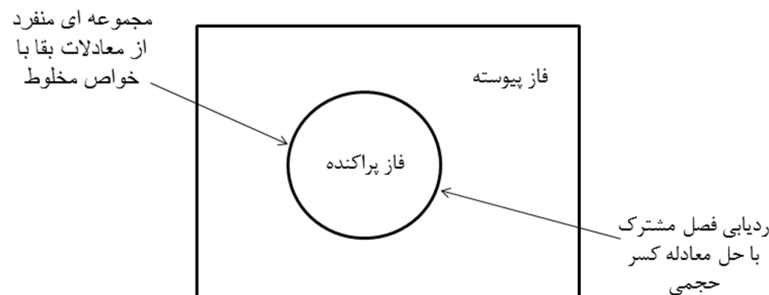 مجموعه ای منفرد
از معادلات بقا با
خواص مخلوط
فاز پیوسته
فاز پراکنده
ردیابی فصل مشترک
با حل معادله کسر
حجمی